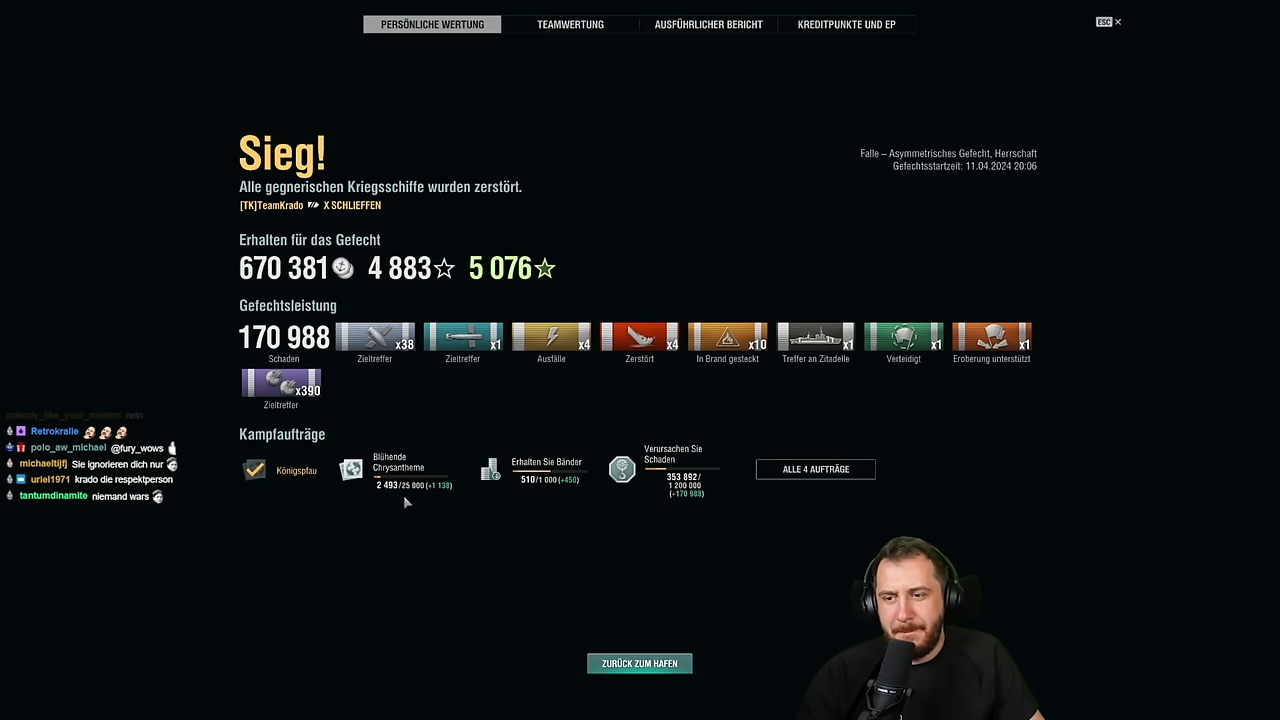 PERSÖNLICHE WERTUNG
TEAMWERTUNG
AUSFÜHRLICHER BERICHT
KREDITPUNKTE UND EP
ESC ×
Sieg!
Alle gegnerischen Kriegsschiffe wurden zerstört.
[TK]TeamKrado X SCHLIEFFEN
Falle – Asymmetrisches Gefecht, Herrschaft
Gefechtsstartzeit: 11.04.2024 20:06
Erhalten für das Gefecht
670 381 4 883 5 076
Gefechtsleistung
170 988 x38 x1 x4 x4 x10 x1 x1 x1
Schaden Zieltreffer Zieltreffer Ausfälle Zerstört In Brand gesteckt Treffer an Zitadelle Verteidigt Eroberung unterstützt
x390
Zieltreffer
nobody_like_your_mimimi nein
Retrokralle
polo_aw_michael @fury_wows
michaeltijfj Sie ignorieren dich nur
uriel1971 krado die respektperson
tantumdinamite niemand wars
Kampfaufträge
Königspfau
Blühende
Chrysantheme
2 493/25 000 (+1 138)
Erhalten Sie Bänder
510/1 000 (+450)
Verursachen Sie
Schaden
353 892/
1 200 000
(+170 988)
ALLE 4 AUFTRÄGE
ZURÜCK ZUM HAFEN